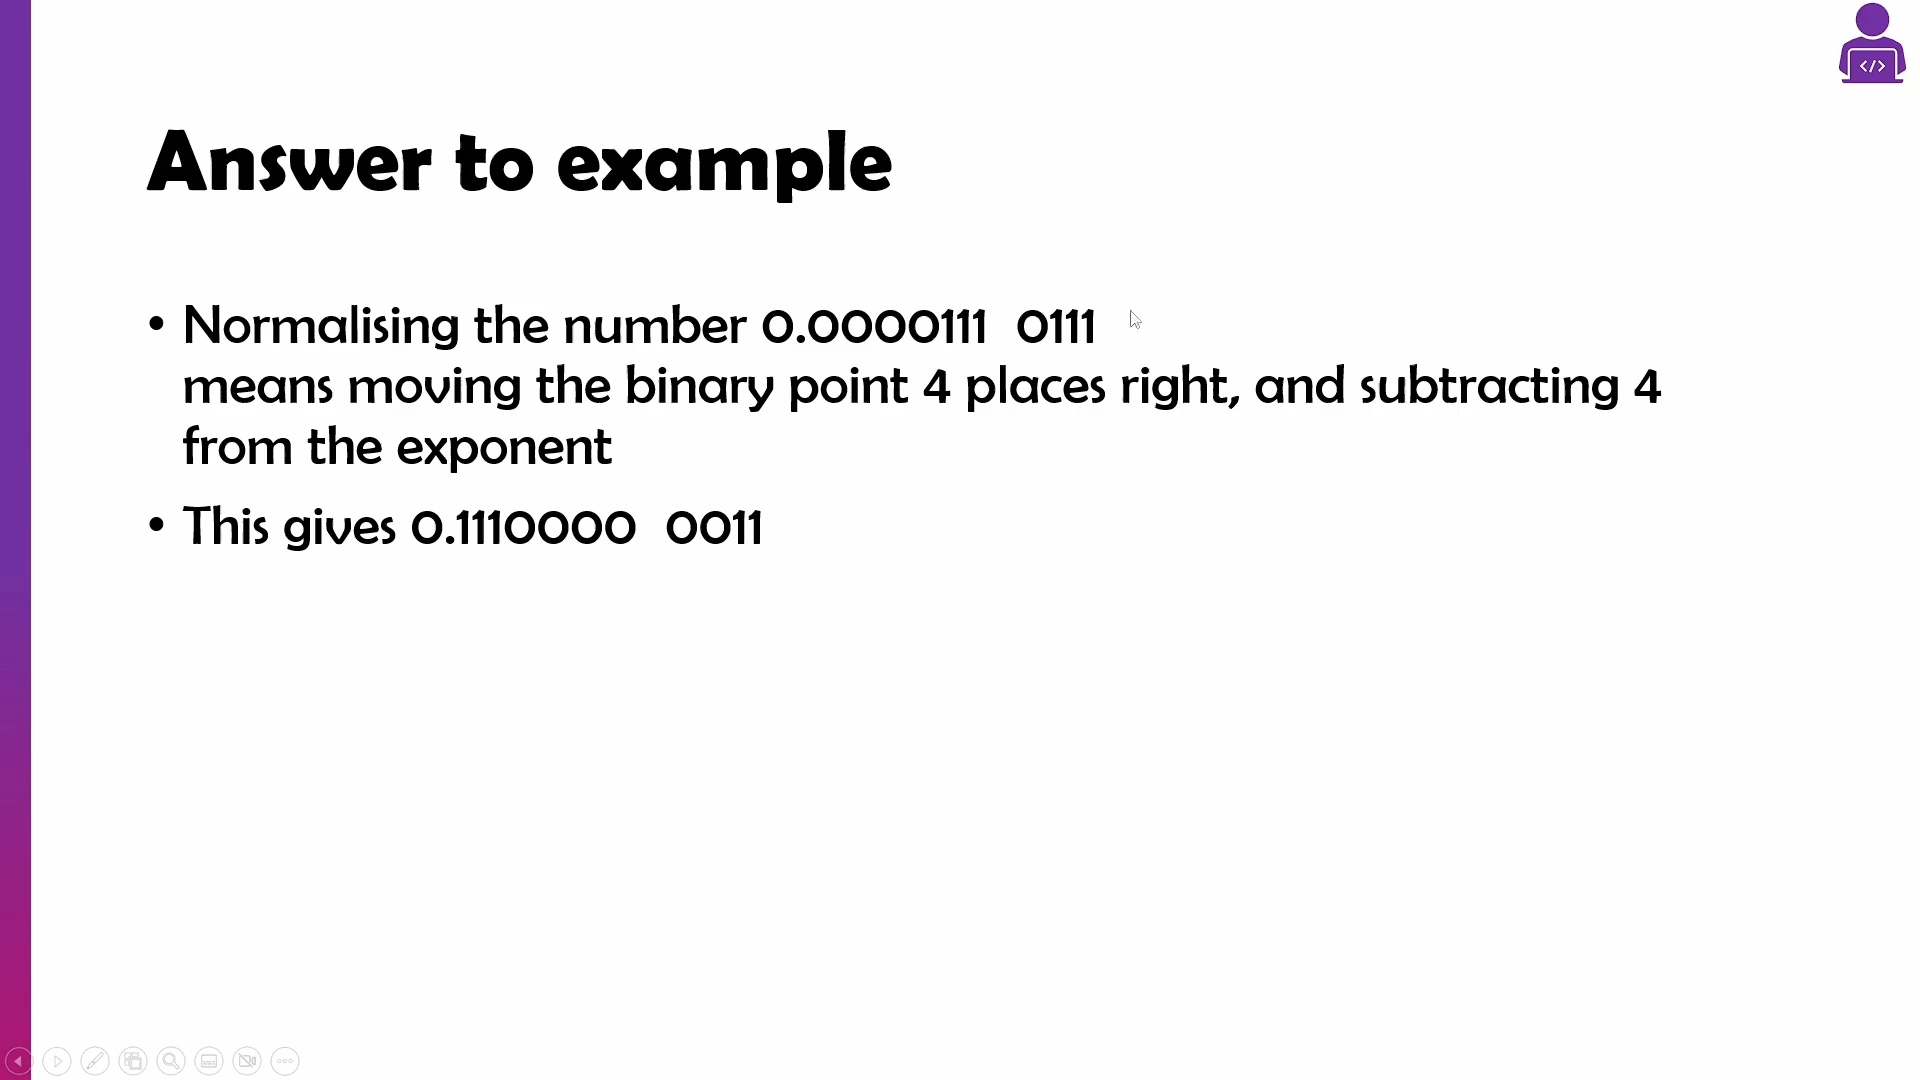 Answer to example
• Normalising the number 0.0000111  0111
means moving the binary point 4 places right, and subtracting 4
from the exponent
• This gives 0.1110000  0011